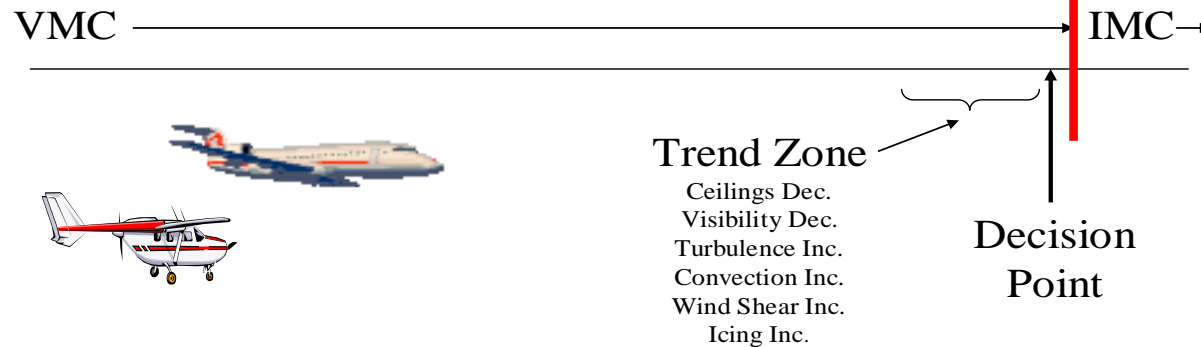 VMC
IMC
Trend Zone
Ceilings Dec.
Visibility Dec.
Turbulence Inc.
Convection Inc.
Wind Shear Inc.
Icing Inc.
Decision
Point